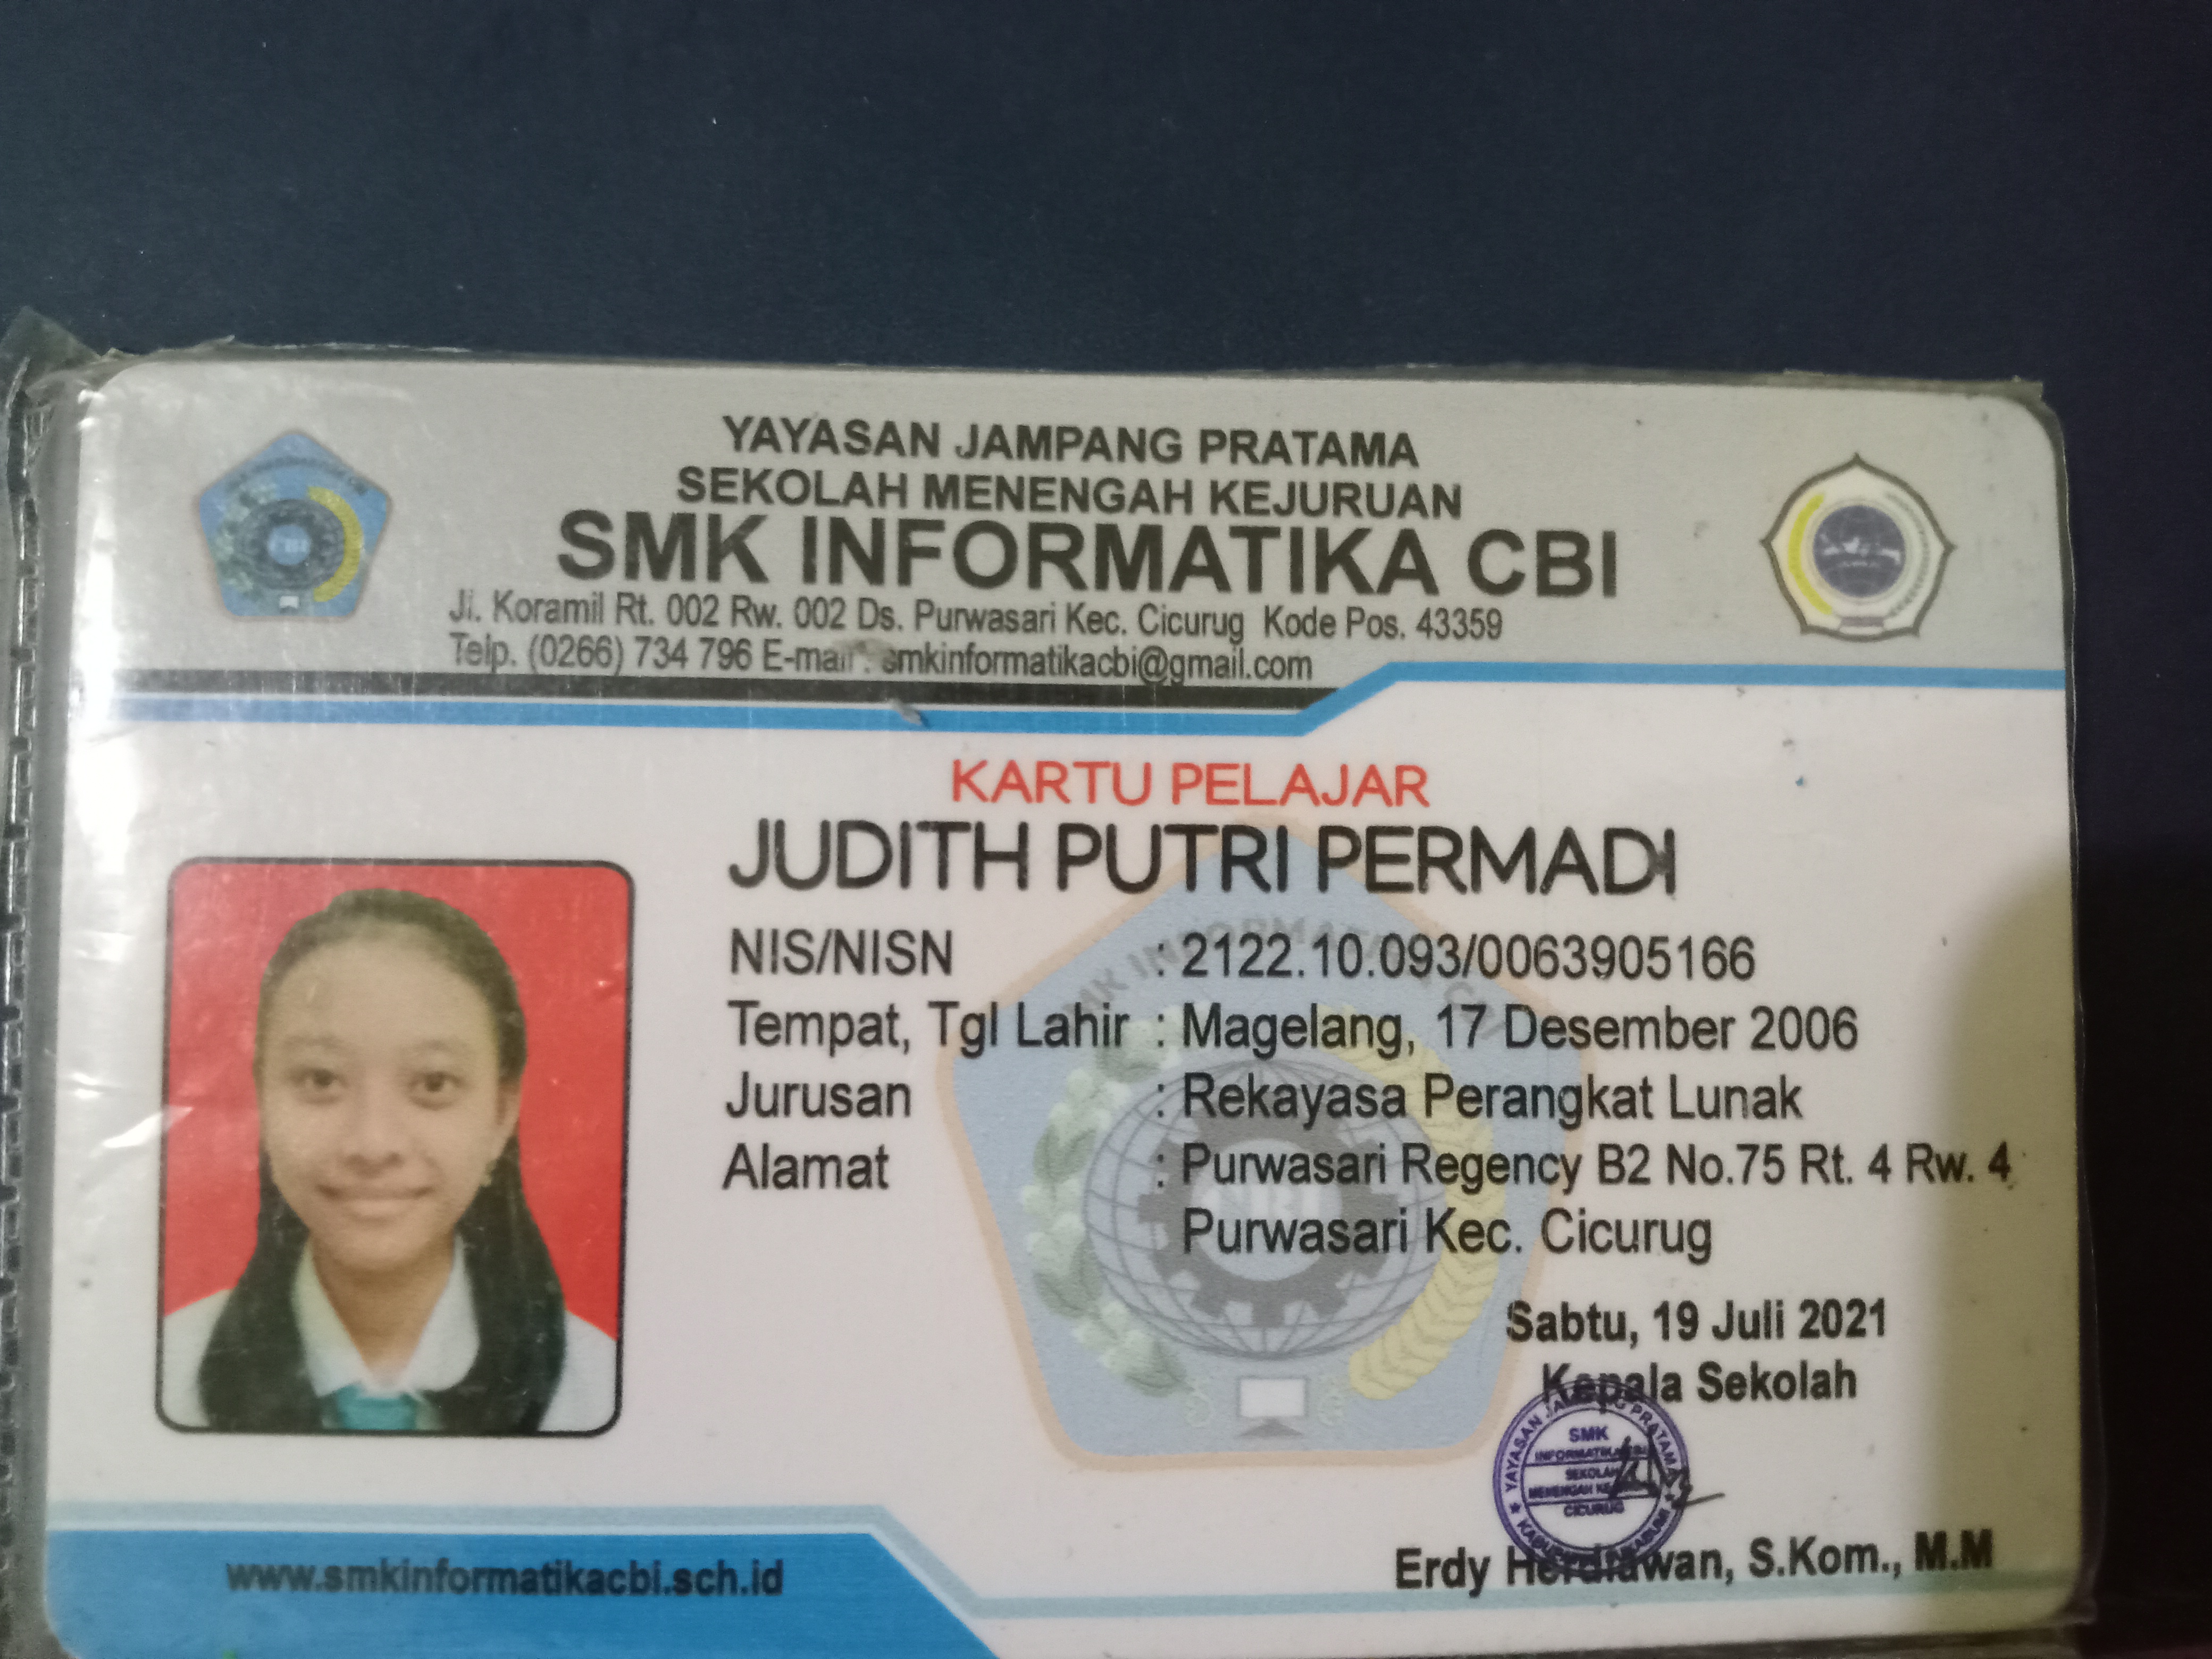 YAYASAN JAMPANG PRATAMA
SEKOLAH MENENGAH KEJURUAN
SMK INFORMATIKA CBI
Jl. Koramil Rt. 002 Rw. 002 Ds. Purwasari Kec. Cicurug Kode Pos. 43359
Telp. (0266) 734 796 E-mail : smkinformatikacbi@gmail.com
KARTU PELAJAR
JUDITH PUTRI PERMADI
NIS/NISN : 2122.10.093/0063905166
Tempat, Tgl Lahir : Magelang, 17 Desember 2006
Jurusan : Rekayasa Perangkat Lunak
Alamat : Purwasari Regency B2 No.75 Rt. 4 Rw. 4
Purwasari Kec. Cicurug
Sabtu, 19 Juli 2021
Kepala Sekolah
YAYASAN JAMPANG PRATAMA
SMK
INFORMATIKA
SEKOLAH
MENENGAH
CICURUG
Erdy Herdiawan, S.Kom., M.M
www.smkinformatikacbi.sch.id